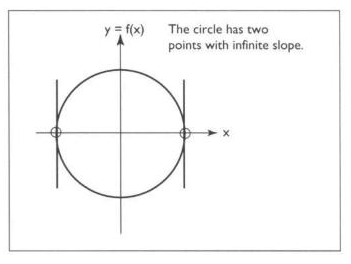 y = f(x)
The circle has two
points with infinite slope.
x